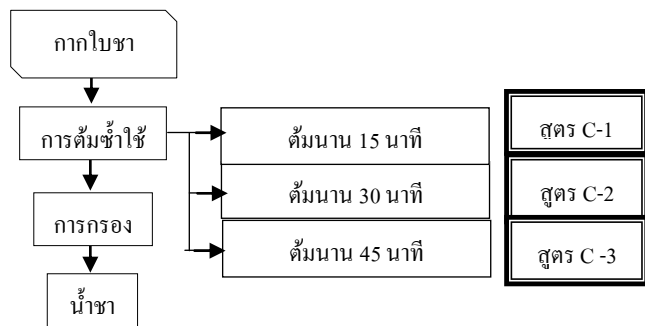 กากใบชา
การต้มซ้ำใช้
ต้มนาน 15 นาที
สูตร C-1
ต้มนาน 30 นาที
สูตร C-2
การกรอง
ต้มนาน 45 นาที
สูตร C -3
น้ำชา